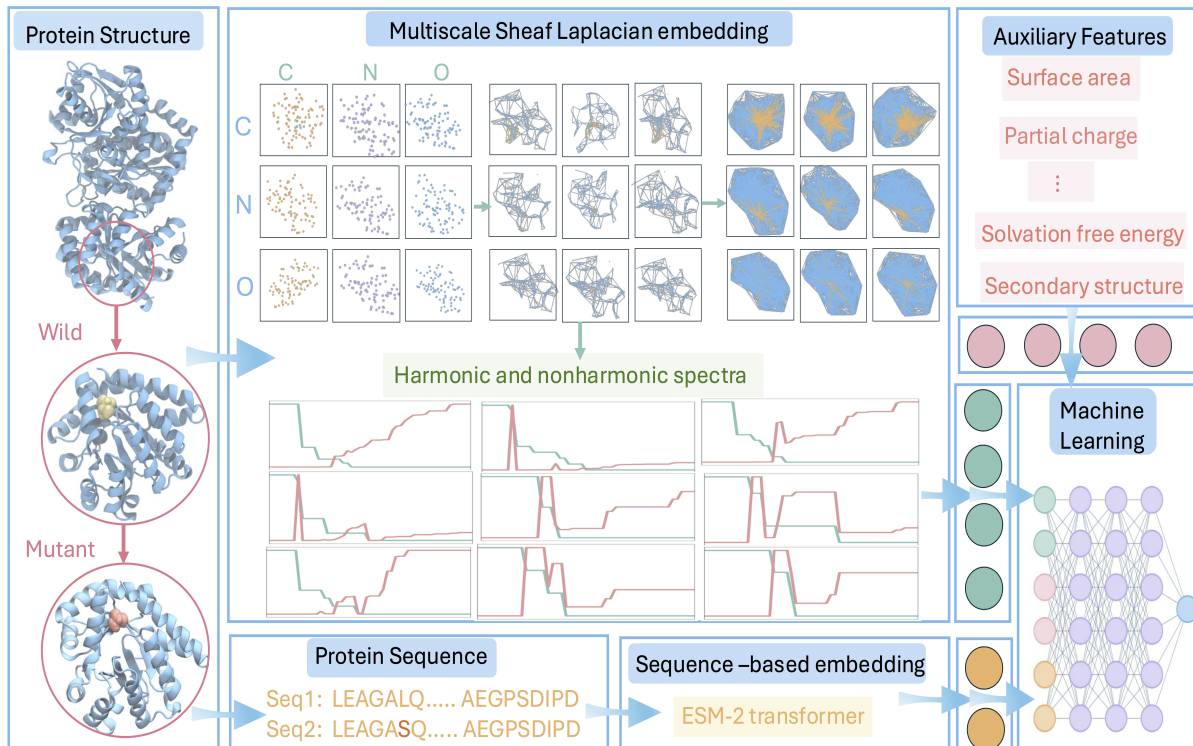 Protein Structure
Wild
Mutant
Multiscale Sheaf Laplacian embedding
C N O
C
N
O
Harmonic and nonharmonic spectra
Auxiliary Features
Surface area
Partial charge
⋮
Solvation free energy
Secondary structure
Machine
Learning
Protein Sequence
Seq1: LEAGALQ..... AEGPSDIPD
Seq2: LEAGASQ..... AEGPSDIPD
Sequence –based embedding
ESM-2 transformer